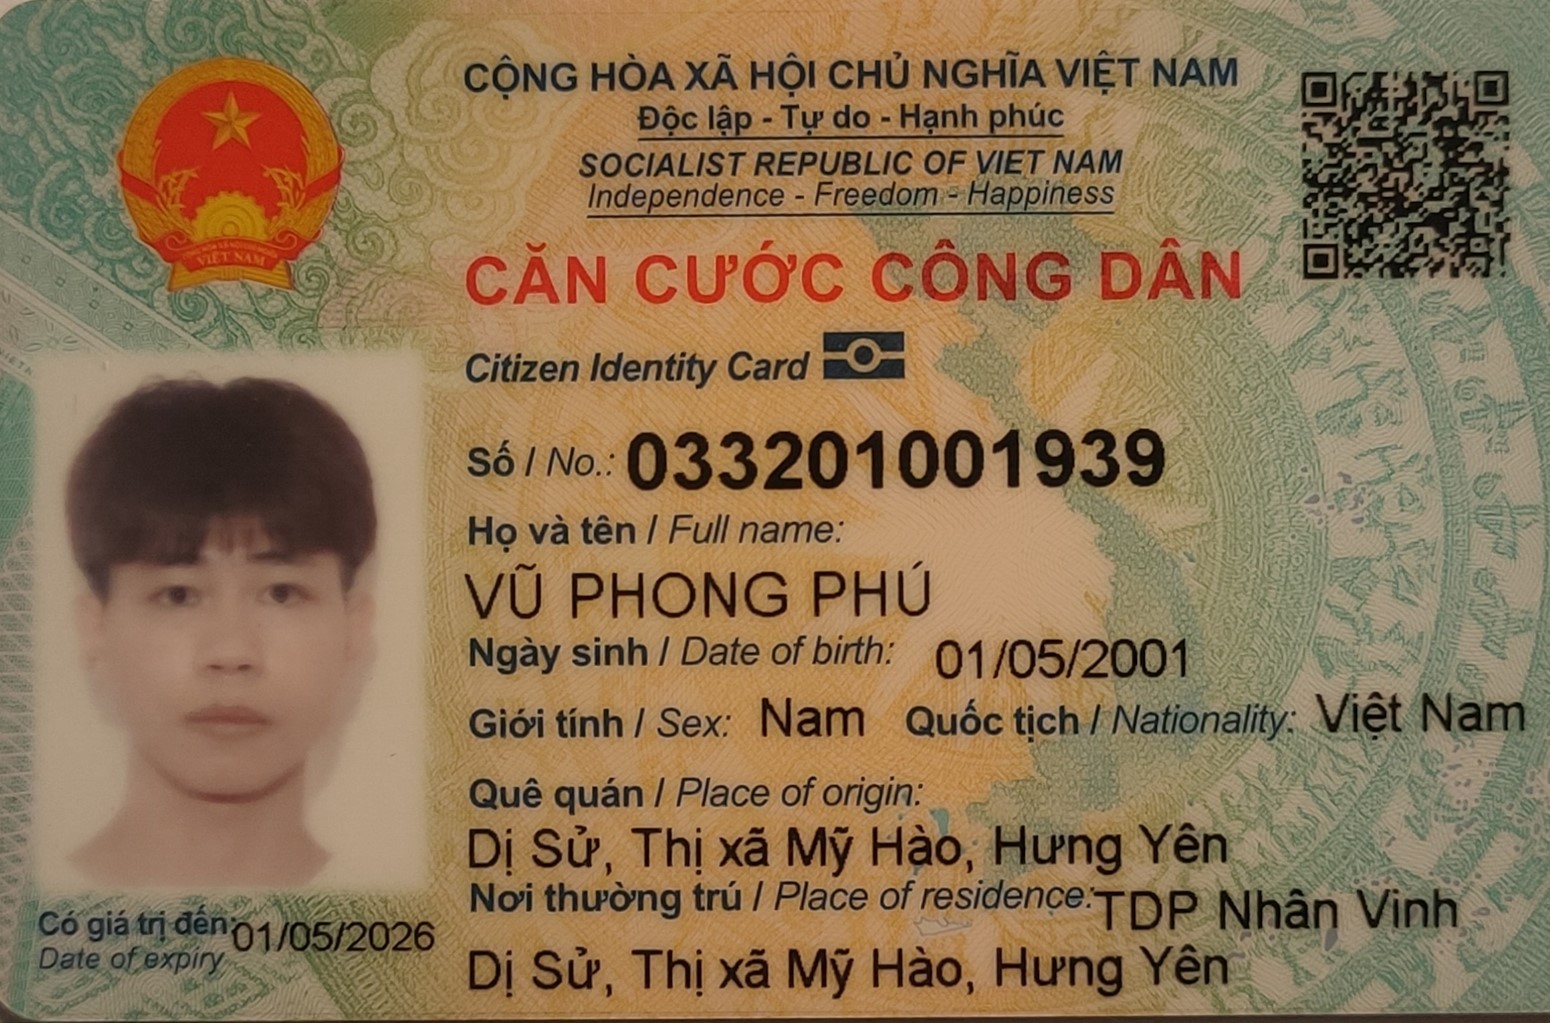 CỘNG HÒA XÃ HỘI CHỦ NGHĨA VIỆT NAM
Độc lập - Tự do - Hạnh phúc
SOCIALIST REPUBLIC OF VIET NAM
Independence - Freedom - Happiness
VIỆT NAM
CĂN CƯỚC CÔNG DÂN
Citizen Identity Card
Số / No.: 033201001939
Họ và tên / Full name:
VŨ PHONG PHÚ
Ngày sinh / Date of birth: 01/05/2001
Giới tính / Sex: Nam Quốc tịch / Nationality: Việt Nam
Quê quán / Place of origin:
Dị Sử, Thị xã Mỹ Hào, Hưng Yên
Nơi thường trú / Place of residence: TDP Nhân Vinh
Dị Sử, Thị xã Mỹ Hào, Hưng Yên
Có giá trị đến: 01/05/2026
Date of expiry